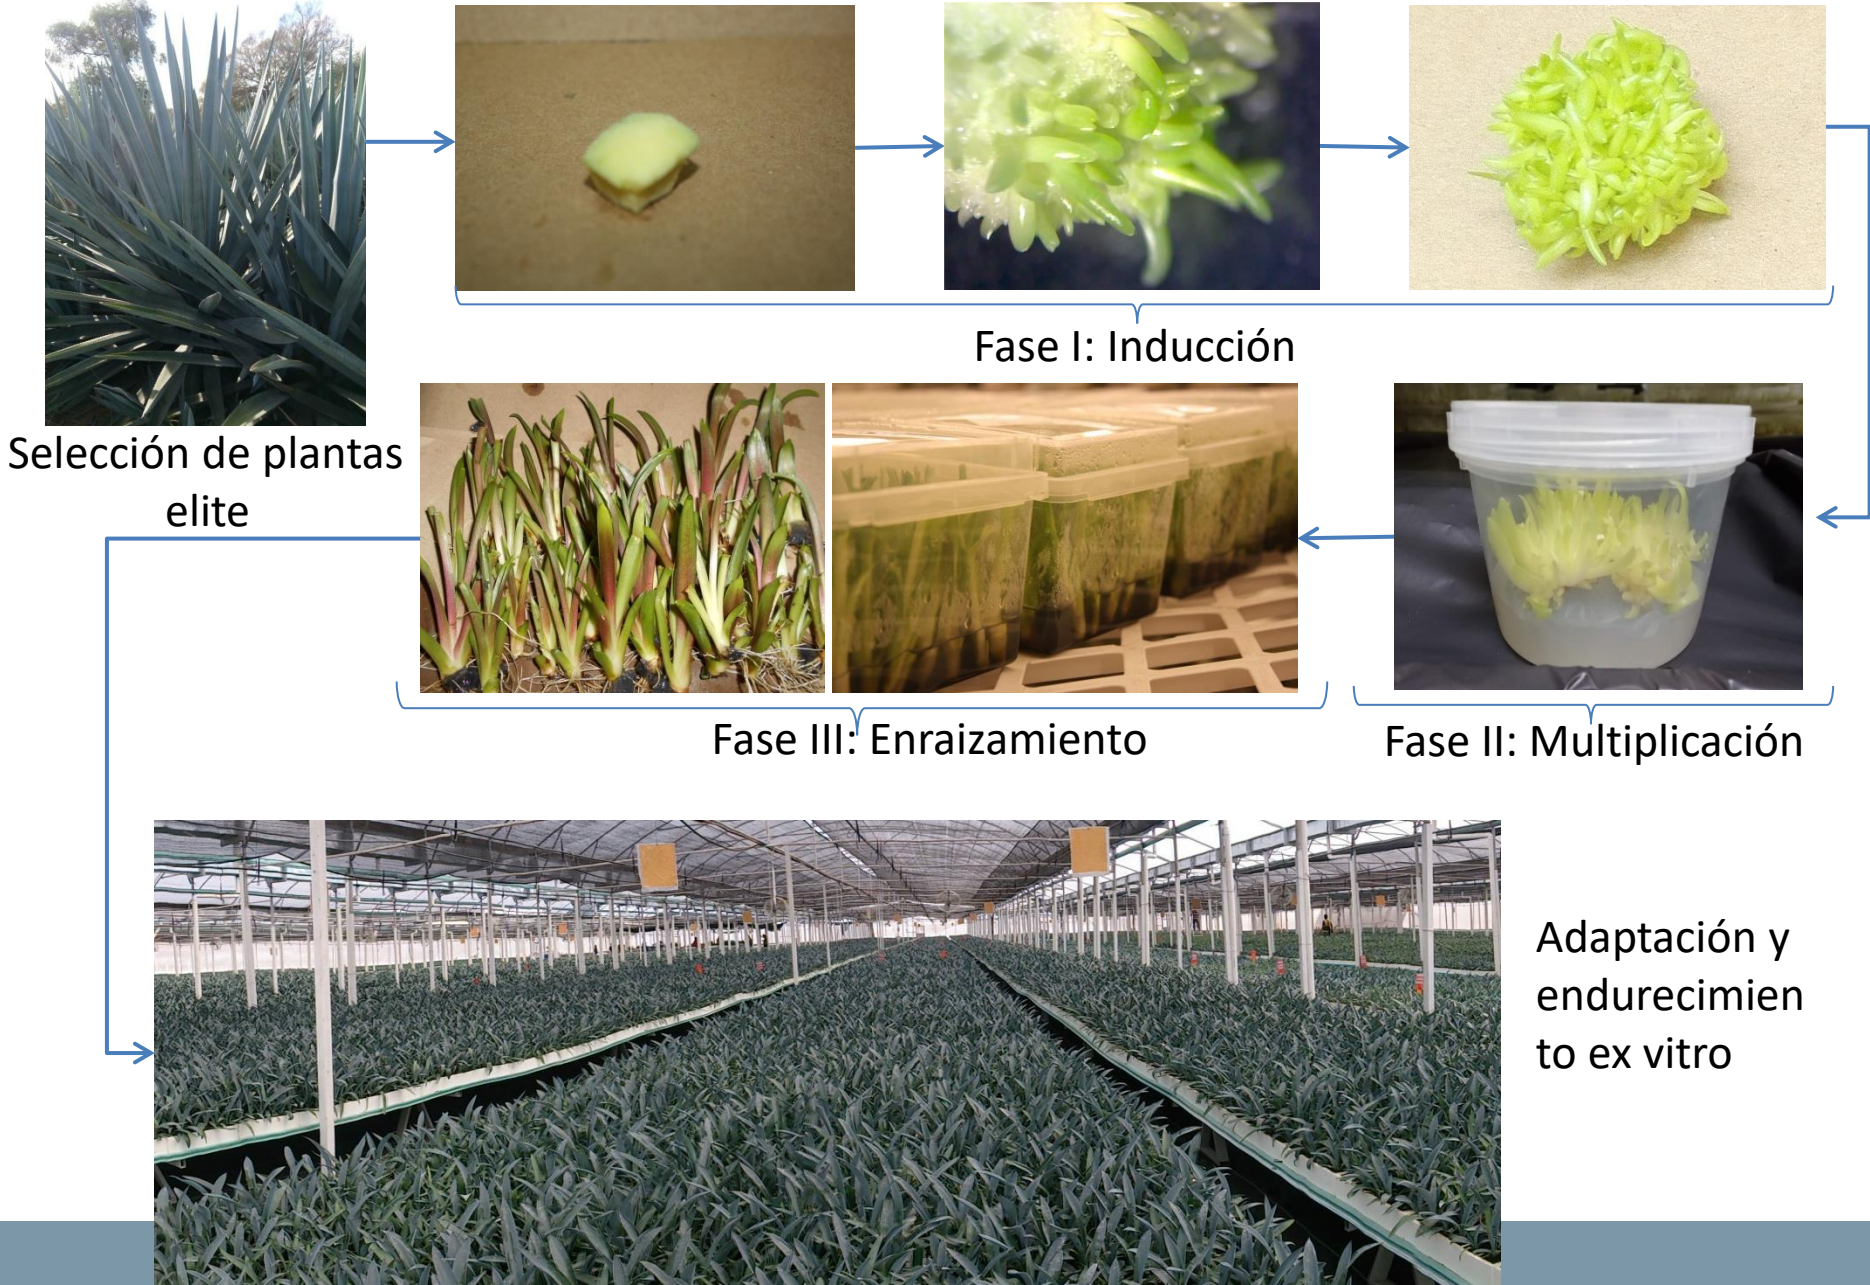 Fase I: Inducción
Selección de plantas
elite
Fase III: Enraizamiento
Fase II: Multiplicación
Adaptación y
endurecimien
to ex vitro